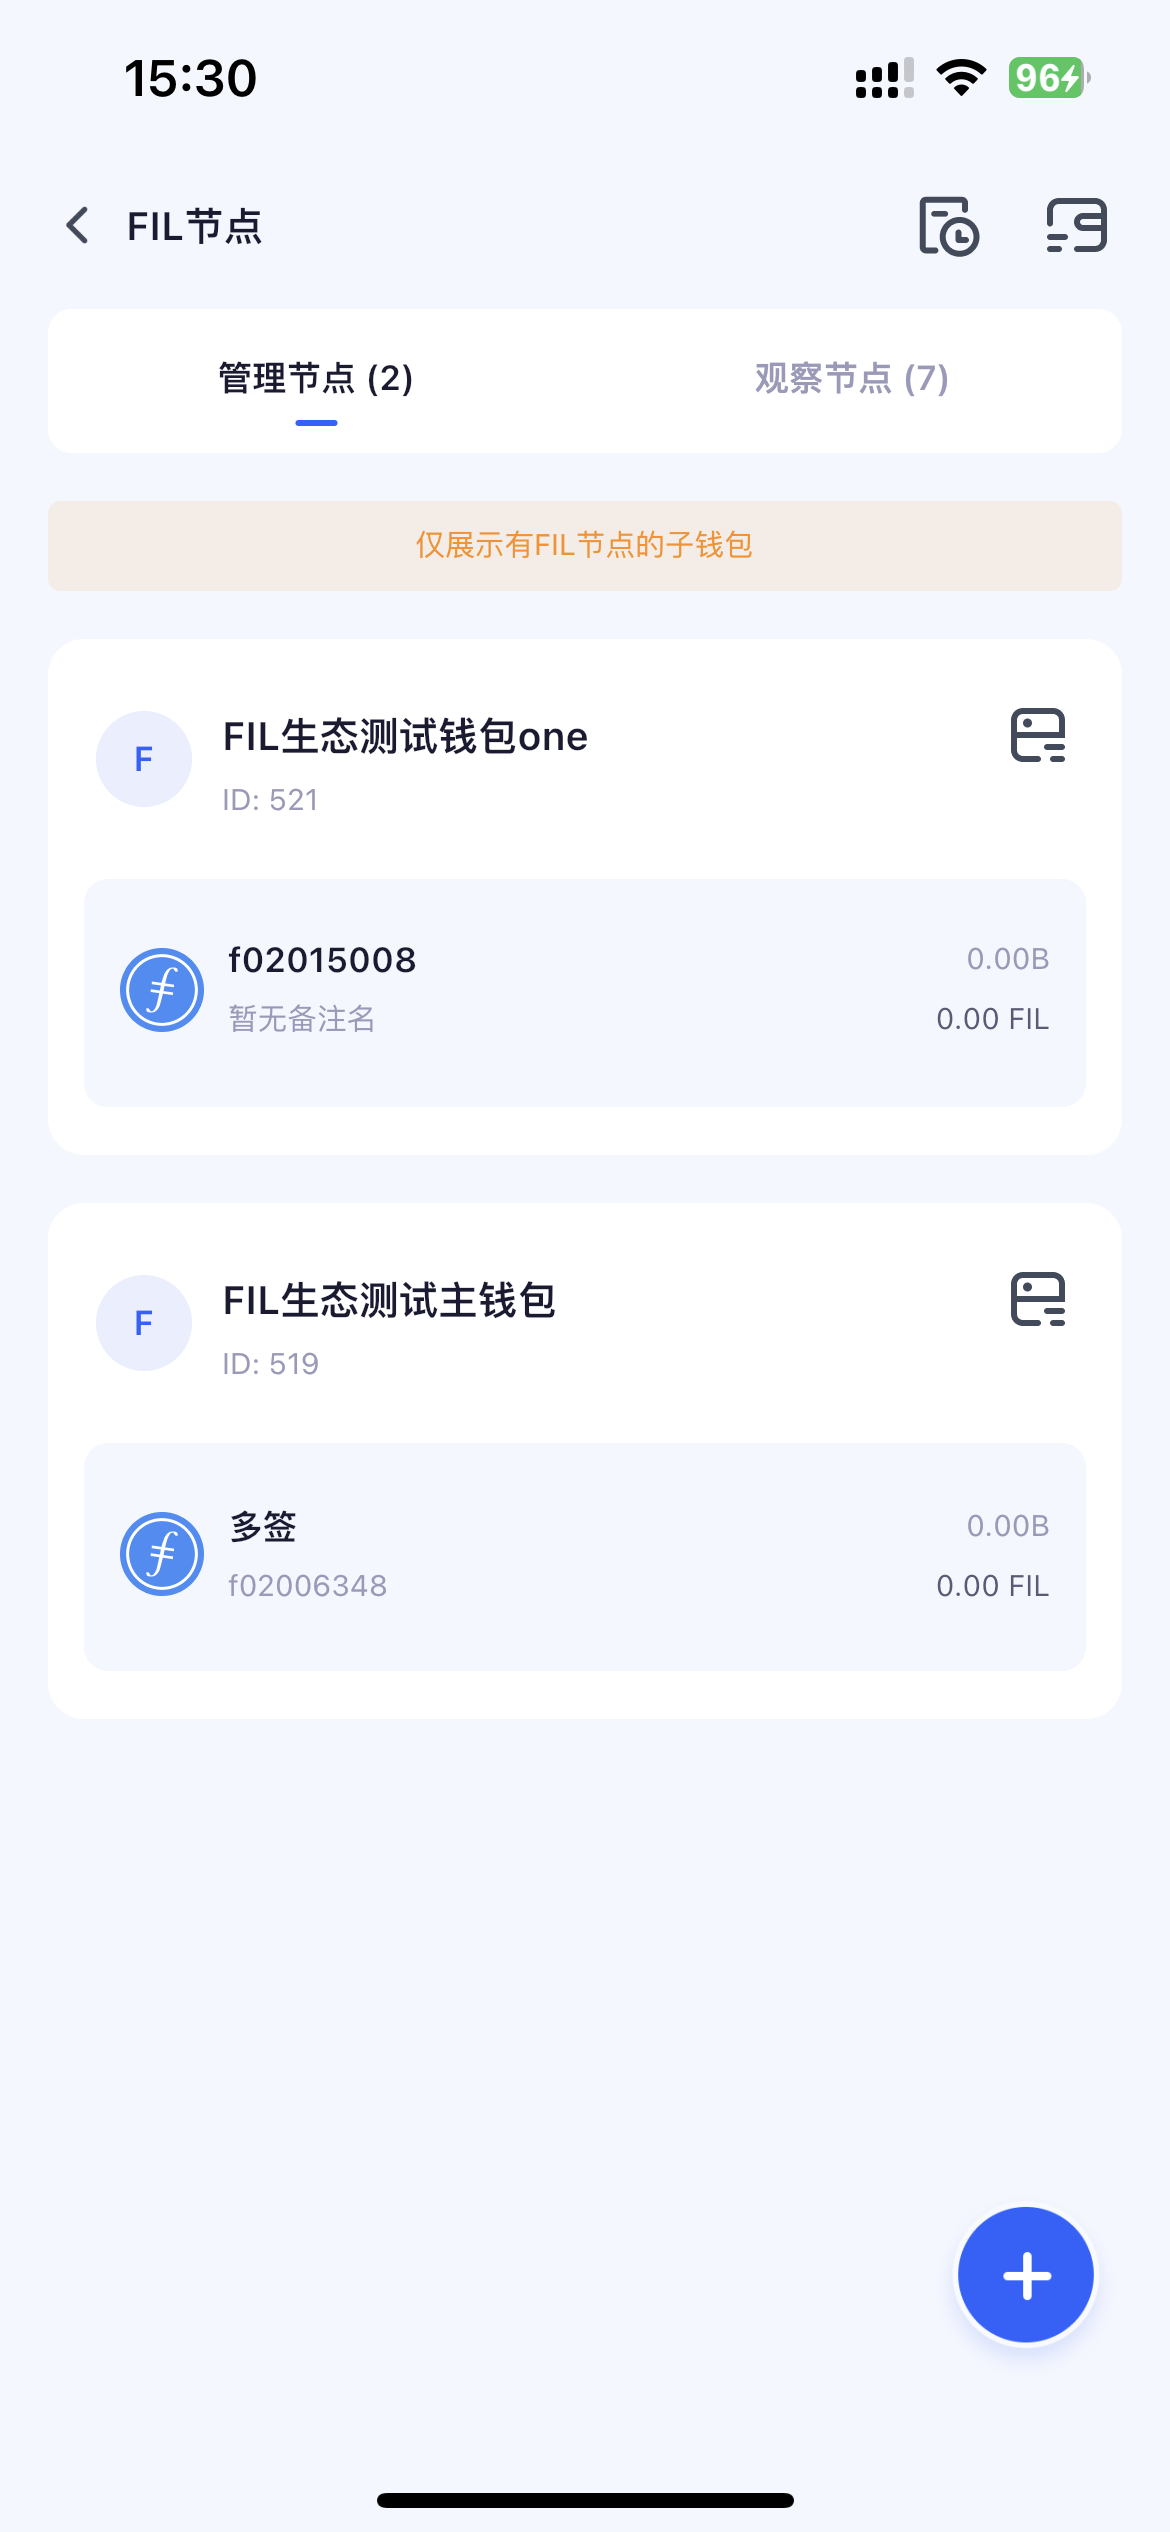 15:30
96
FIL节点
管理节点 (2)
观察节点 (7)
仅展示有FIL节点的子钱包
F
FIL生态测试钱包one
ID: 521
f02015008
0.00B
暂无备注名
0.00 FIL
F
FIL生态测试主钱包
ID: 519
多签
0.00B
f02006348
0.00 FIL